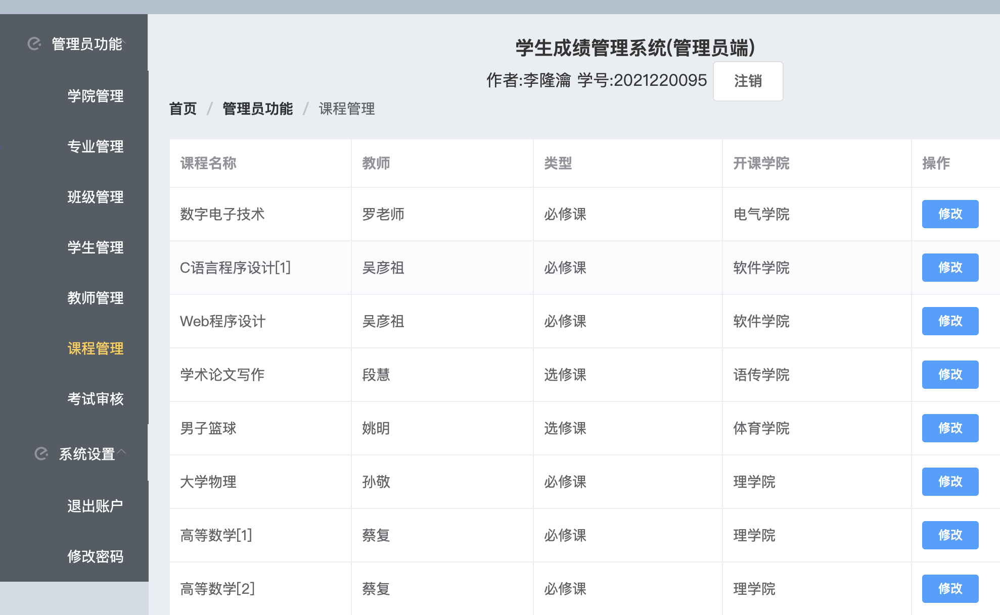 管理员功能
学院管理
专业管理
班级管理
学生管理
教师管理
课程管理
考试审核
系统设置
退出账户
修改密码
学生成绩管理系统(管理员端)
作者:李隆瀹 学号:2021220095 注销
首页 / 管理员功能 / 课程管理
课程名称 教师 类型 开课学院 操作
数字电子技术 罗老师 必修课 电气学院 修改
C语言程序设计[1] 吴彦祖 必修课 软件学院 修改
Web程序设计 吴彦祖 必修课 软件学院 修改
学术论文写作 段慧 选修课 语传学院 修改
男子篮球 姚明 选修课 体育学院 修改
大学物理 孙敬 必修课 理学院 修改
高等数学[1] 蔡复 必修课 理学院 修改
高等数学[2] 蔡复 必修课 理学院 修改